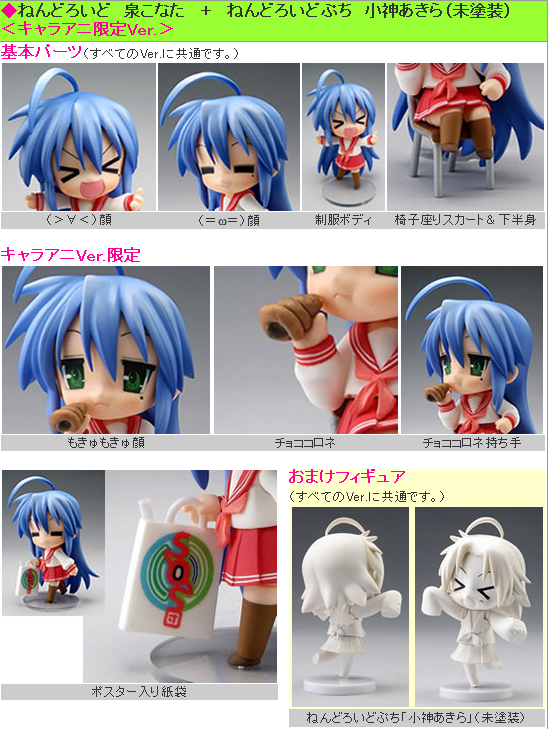 ◆ねんどろいど　泉こなた　+　ねんどろいどぷち　小神あきら(未塗装)
＜キャラアニ限定Ver.＞
基本パーツ(すべてのVer.に共通です。)
(＞∀＜)顔
(＝ω＝)顔
制服ボディ
椅子座りスカート& 下半身
キャラアニVer.限定
もきゅもきゅ顔
チョココロネ
チョココロネ持ち手
おまけフィギュア
(すべてのVer.に共通です。)
ポスター入り紙袋
ねんどろいどぷち「小神あきら」(未塗装)